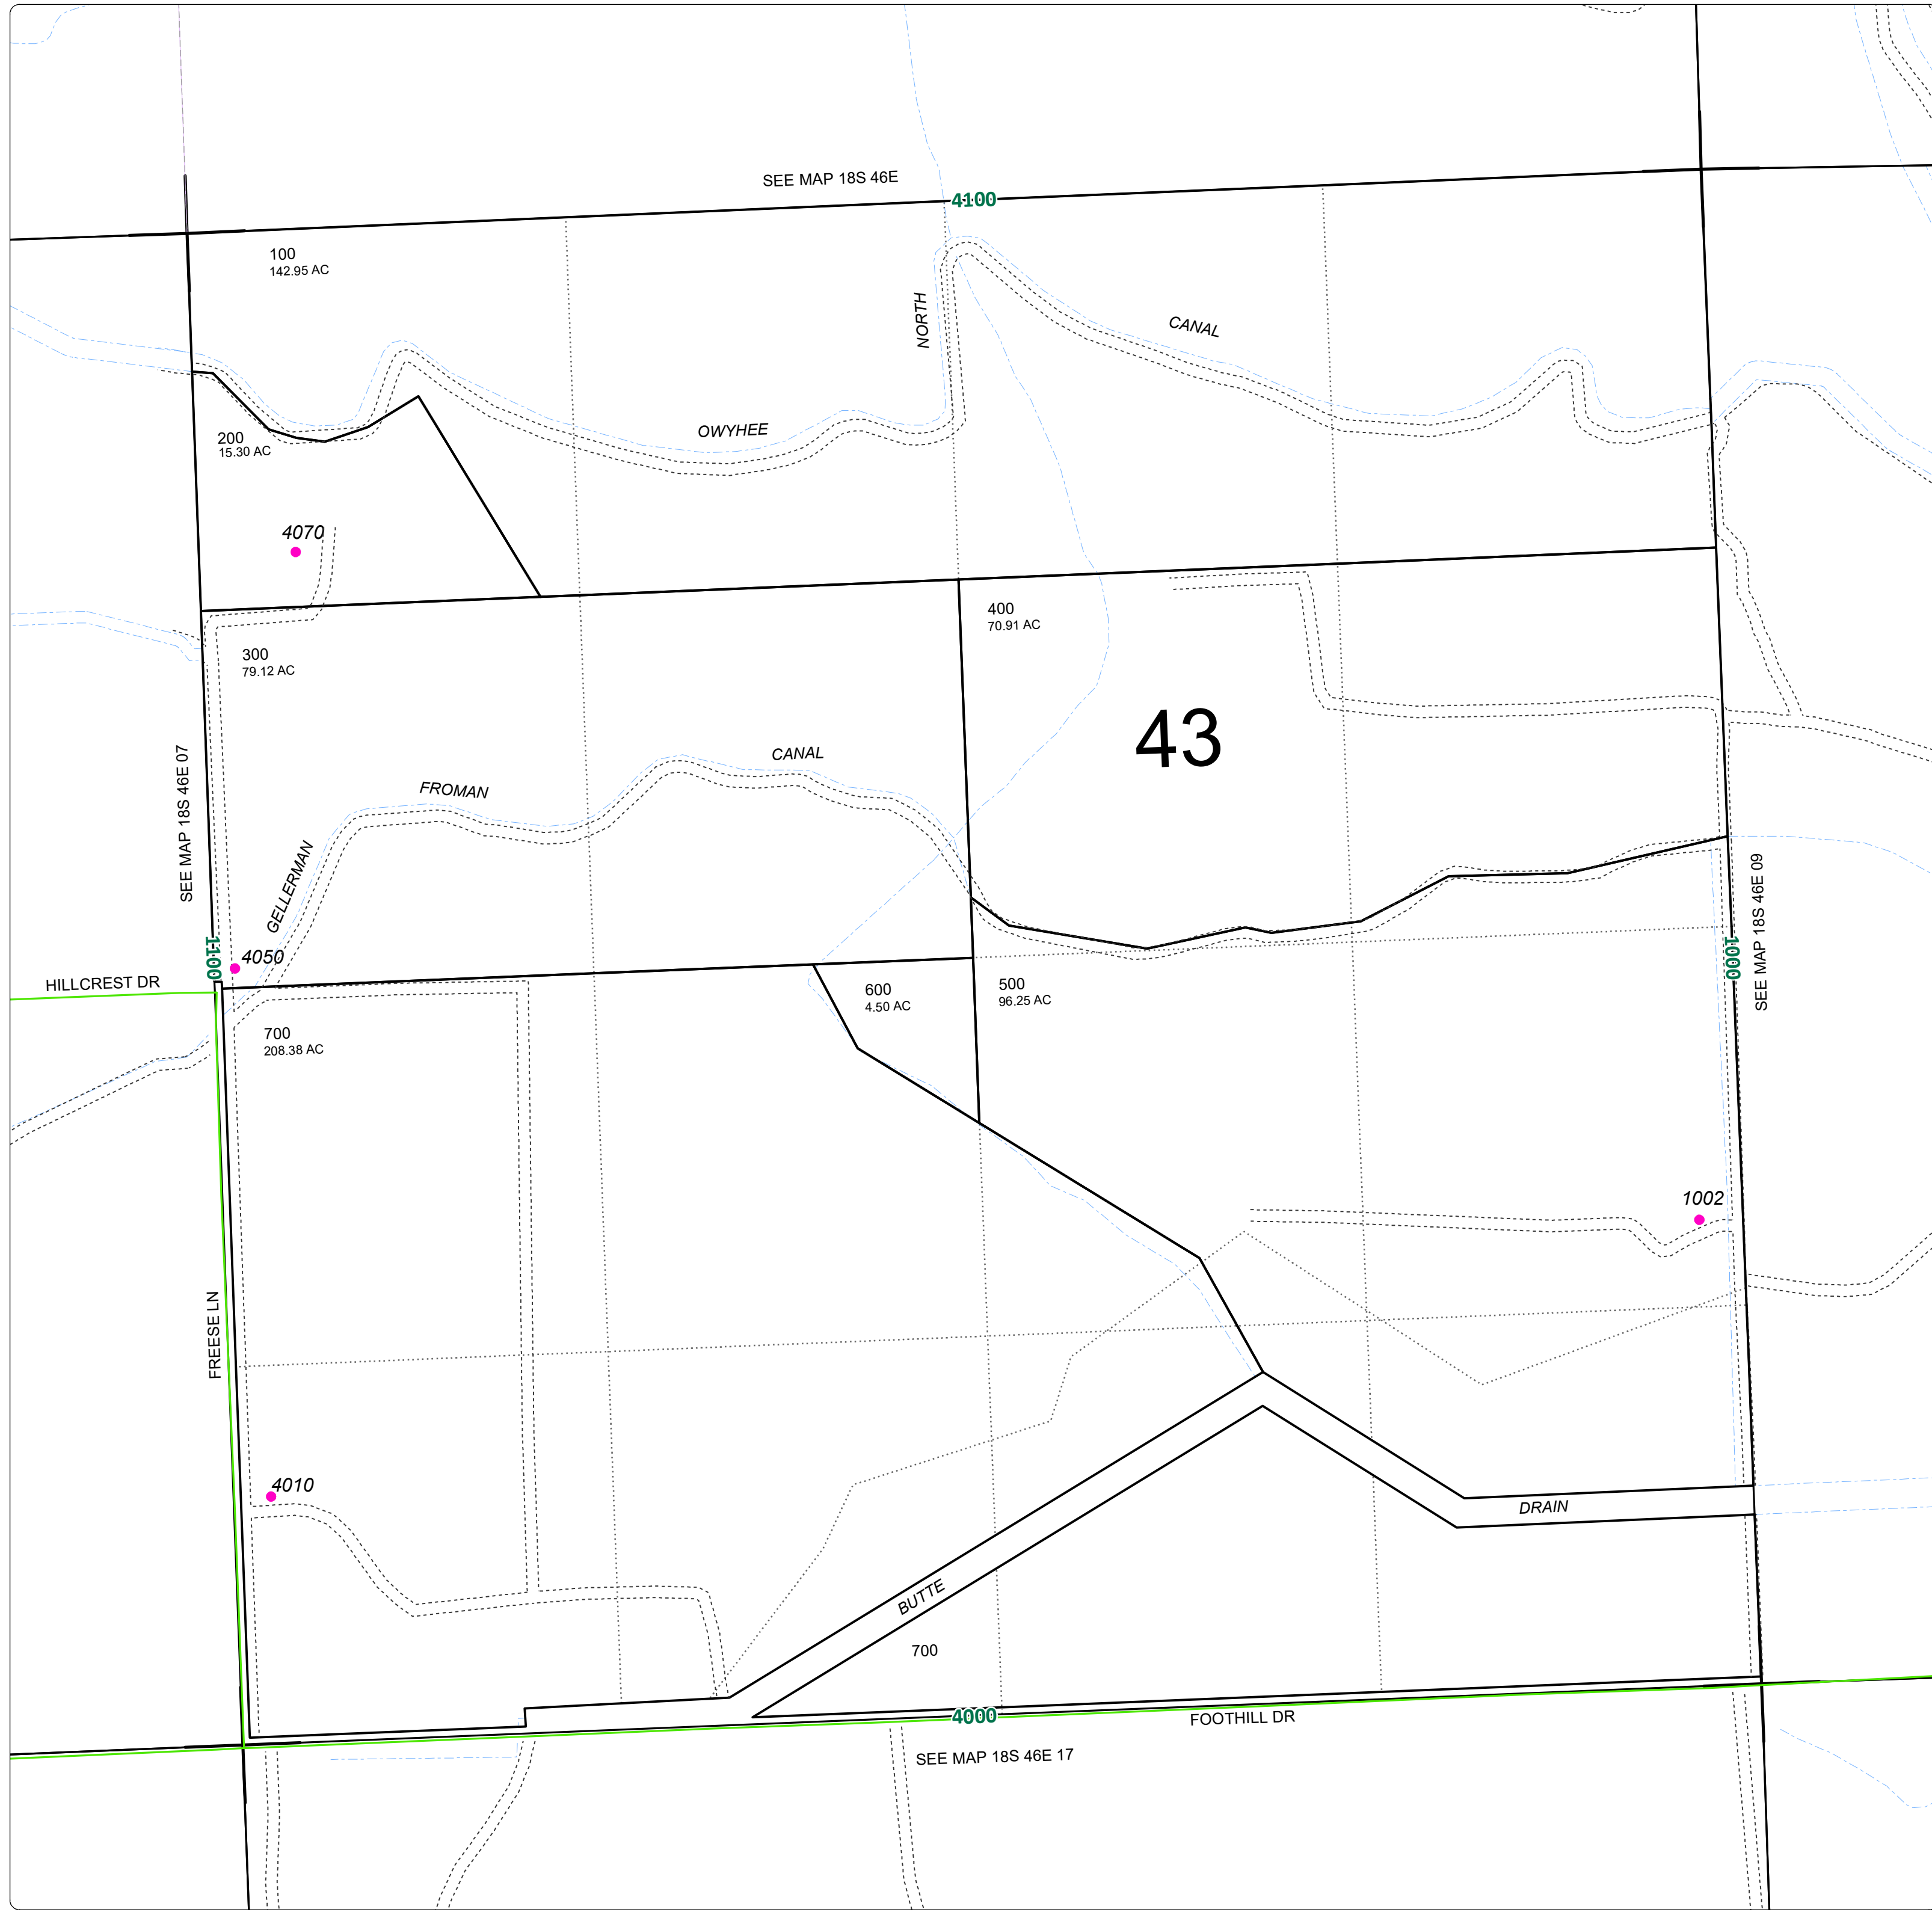 SEE MAP 18S 46E
4100
100
142.95 AC
NORTH
CANAL
OWYHEE
200
15.30 AC
4070
400
70.91 AC
300
79.12 AC
43
CANAL
FROMAN
SEE MAP 18S 46E 07
GELLERMAN
SEE MAP 18S 46E 09
1100
4050
1000
HILLCREST DR
600
4.50 AC
500
96.25 AC
700
208.38 AC
1002
FREESE LN
4010
DRAIN
BUTTE
700
4000
FOOTHILL DR
SEE MAP 18S 46E 17